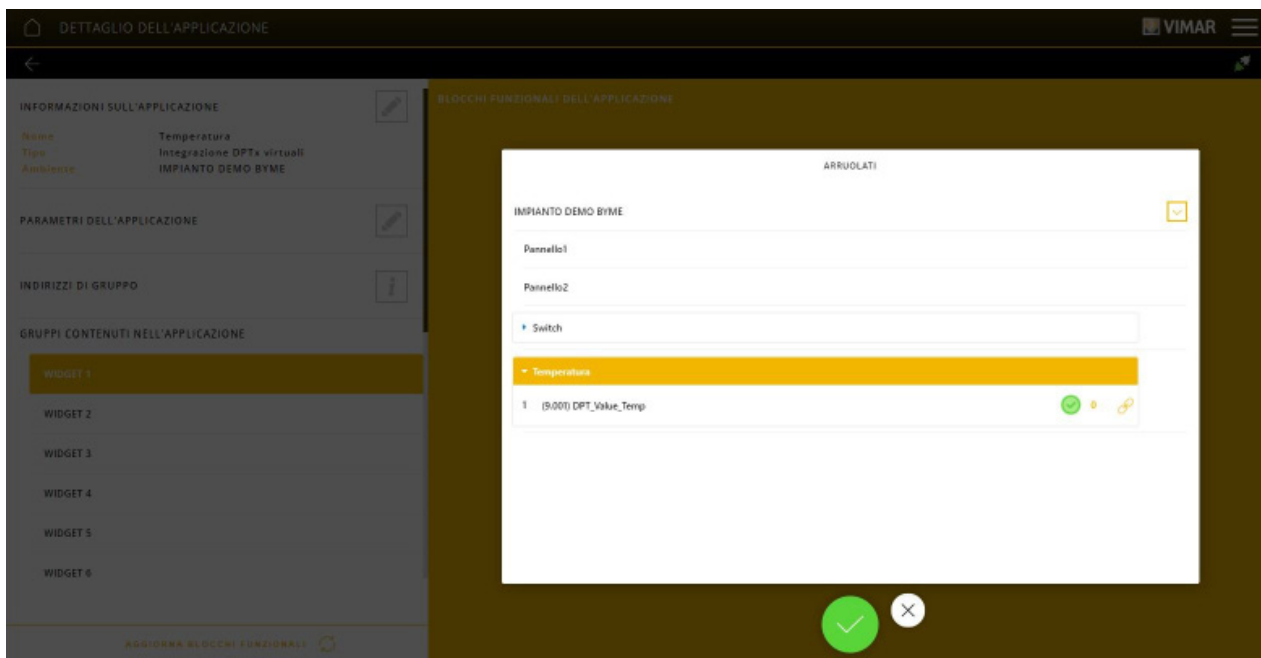 DETTAGLIO DELL'APPLICAZIONE
VIMAR
INFORMAZIONI SULL'APPLICAZIONE
Nome Temperatura
Tipo Integrazione DPTx virtuali
Ambiente IMPIANTO DEMO BYME
PARAMETRI DELL'APPLICAZIONE
INDIRIZZI DI GRUPPO
GRUPPI CONTENUTI NELL'APPLICAZIONE
WIDGET 1
WIDGET 2
WIDGET 3
WIDGET 4
WIDGET 5
WIDGET 6
AGGIORNA BLOCCHI FUNZIONALI
BLOCCHI FUNZIONALI DELL'APPLICAZIONE
ARRUOLATI
IMPIANTO DEMO BYME
Pannello1
Pannello2
Switch
Temperatura
1 (9.001) DPT_Value_Temp 0